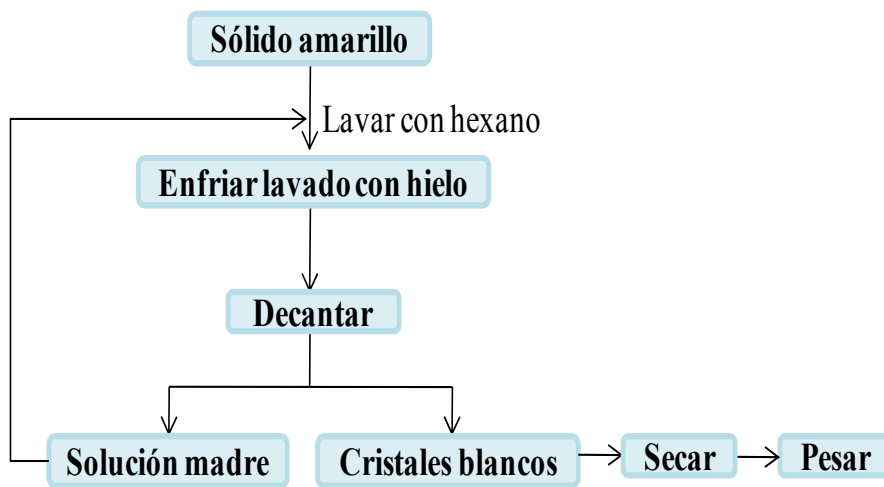 Sólido amarillo
Lavar con hexano
Enfriar lavado con hielo
Decantar
Solución madre
Cristales blancos
Secar
Pesar